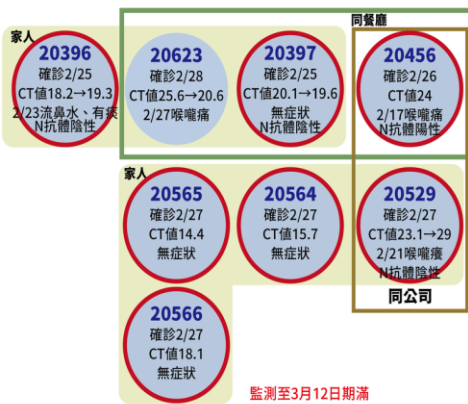 同餐廳
家人
20396
確診2/25
CT值18.2→19.3
2/23流鼻水、有痰
N抗體陰性
20623
確診2/28
CT值25.6→20.6
2/27喉嚨痛
20397
確診2/25
CT值20.1→19.6
無症狀
N抗體陰性
20456
確診2/26
CT值24
2/17喉嚨痛
N抗體陽性
家人
20565
確診2/27
CT值14.4
無症狀
20564
確診2/27
CT值15.7
無症狀
20529
確診2/27
CT值23.1→29
2/21喉嚨癢
N抗體陰性
同公司
20566
確診2/27
CT值18.1
無症狀
監測至3月12日期滿